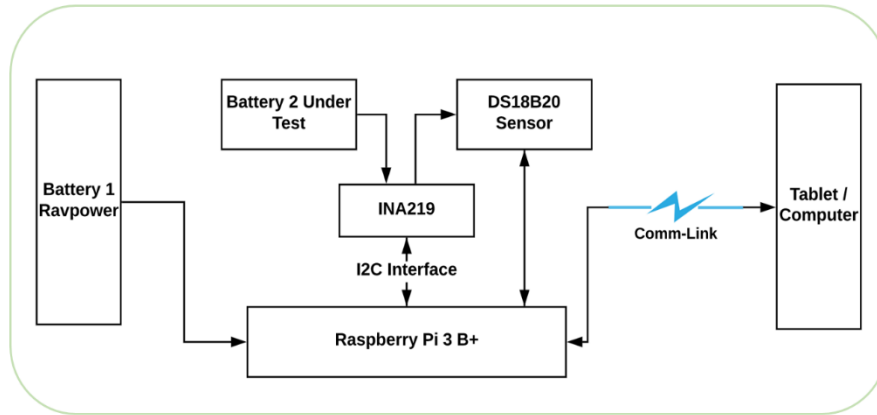 Battery 2 Under
Test
DS18B20
Sensor
Battery 1
Ravpower
INA219
Tablet /
Computer
Comm-Link
I2C Interface
Raspberry Pi 3 B+